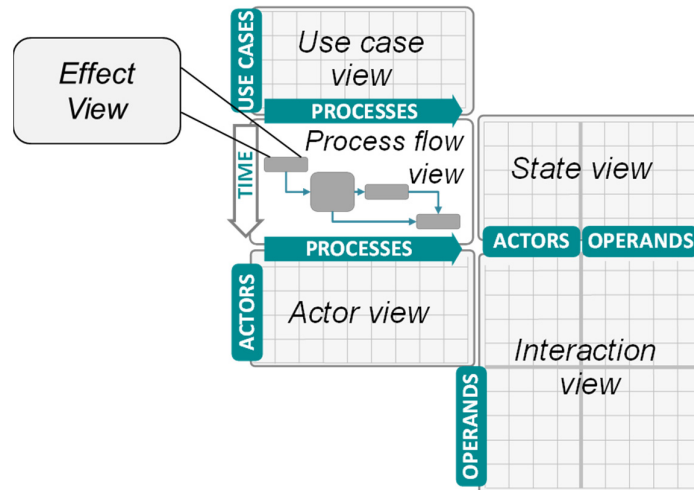 USE CASES
Use case
view
Effect
View
PROCESSES
TIME
Process flow
view
State view
PROCESSES
ACTORS
OPERANDS
ACTORS
Actor view
Interaction
view
OPERANDS